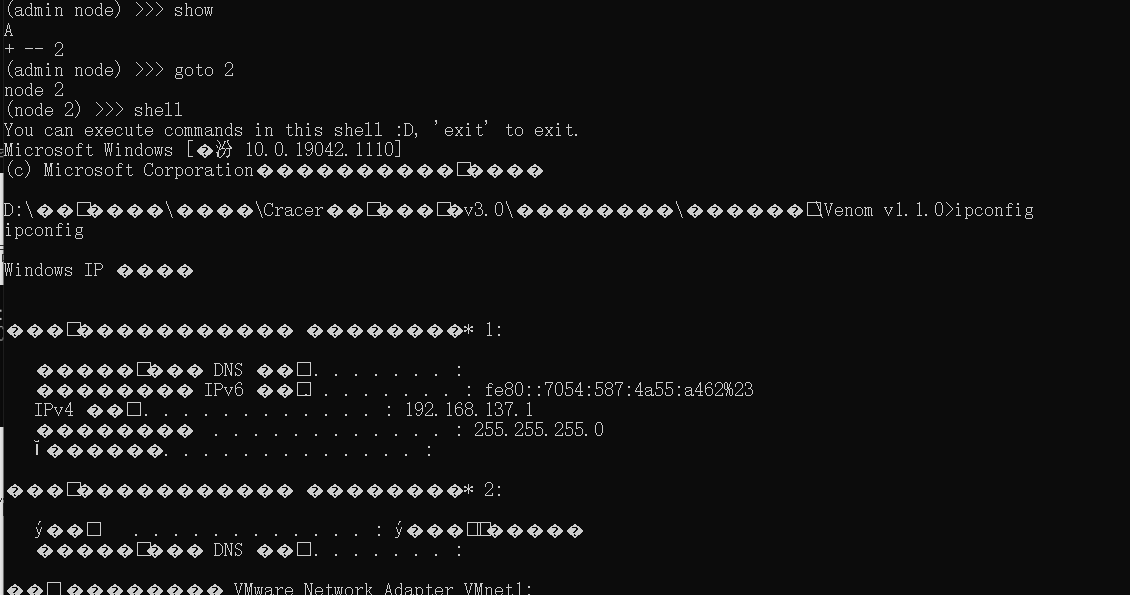 (admin node) >>> show
A
+ -- 2
(admin node) >>> goto 2
node 2
(node 2) >>> shell
You can execute commands in this shell :D, 'exit' to exit.
Microsoft Windows [�汾 10.0.19042.1110]
(c) Microsoft Corporation����������□����
D:\��□����\����\Cracer��□���□�v3.0\��������\������□\Venom v1.1.0>ipconfig
ipconfig
Windows IP ����
���□����������� ��������* 1:
�����□��� DNS ��□. . . . . . . :
�������� IPv6 ��□. . . . . . . . : fe80::7054:587:4a55:a462%23
IPv4 ��□. . . . . . . . . . . . : 192.168.137.1
�������� . . . . . . . . . . . . : 255.255.255.0
Ĭ������. . . . . . . . . . . . . :
���□����������� ��������* 2:
ý��□ . . . . . . . . . . . . : ý���□□�����
�����□��� DNS ��□. . . . . . . :
��□�������� VMware Network Adapter VMnet1: